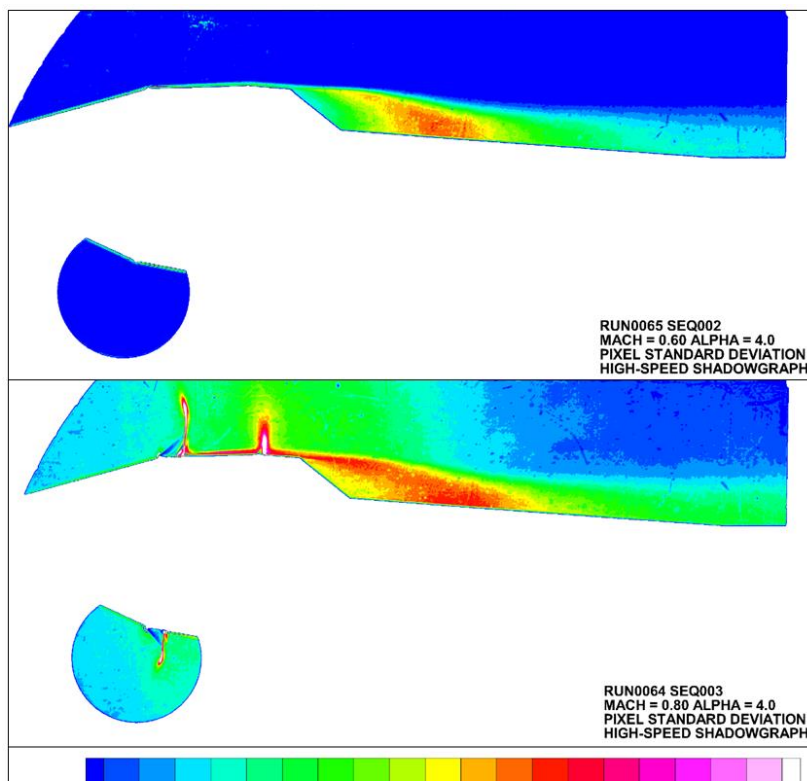 RUN0065 SEQ002
MACH = 0.60 ALPHA = 4.0
PIXEL STANDARD DEVIATION
HIGH-SPEED SHADOWGRAPH
RUN0064 SEQ003
MACH = 0.80 ALPHA = 4.0
PIXEL STANDARD DEVIATION
HIGH-SPEED SHADOWGRAPH